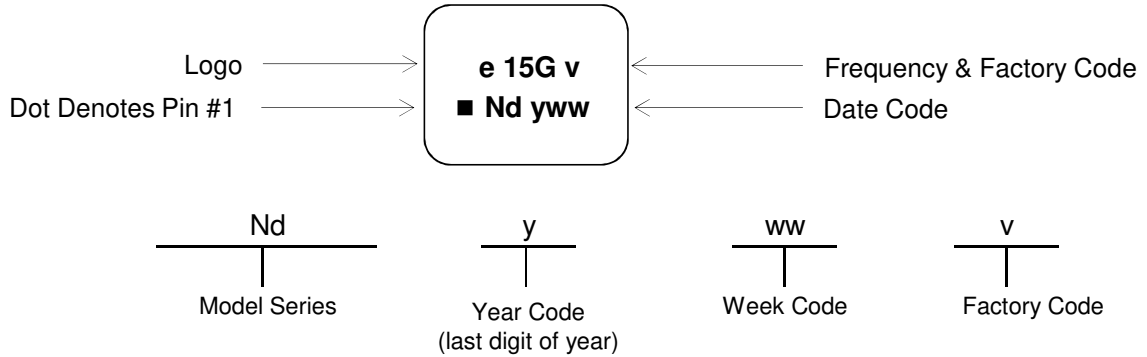 Logo
e 15G v
Frequency & Factory Code
Dot Denotes Pin #1
■ Nd yww
Date Code
Nd
y
ww
v
Model Series
Year Code
(last digit of year)
Week Code
Factory Code